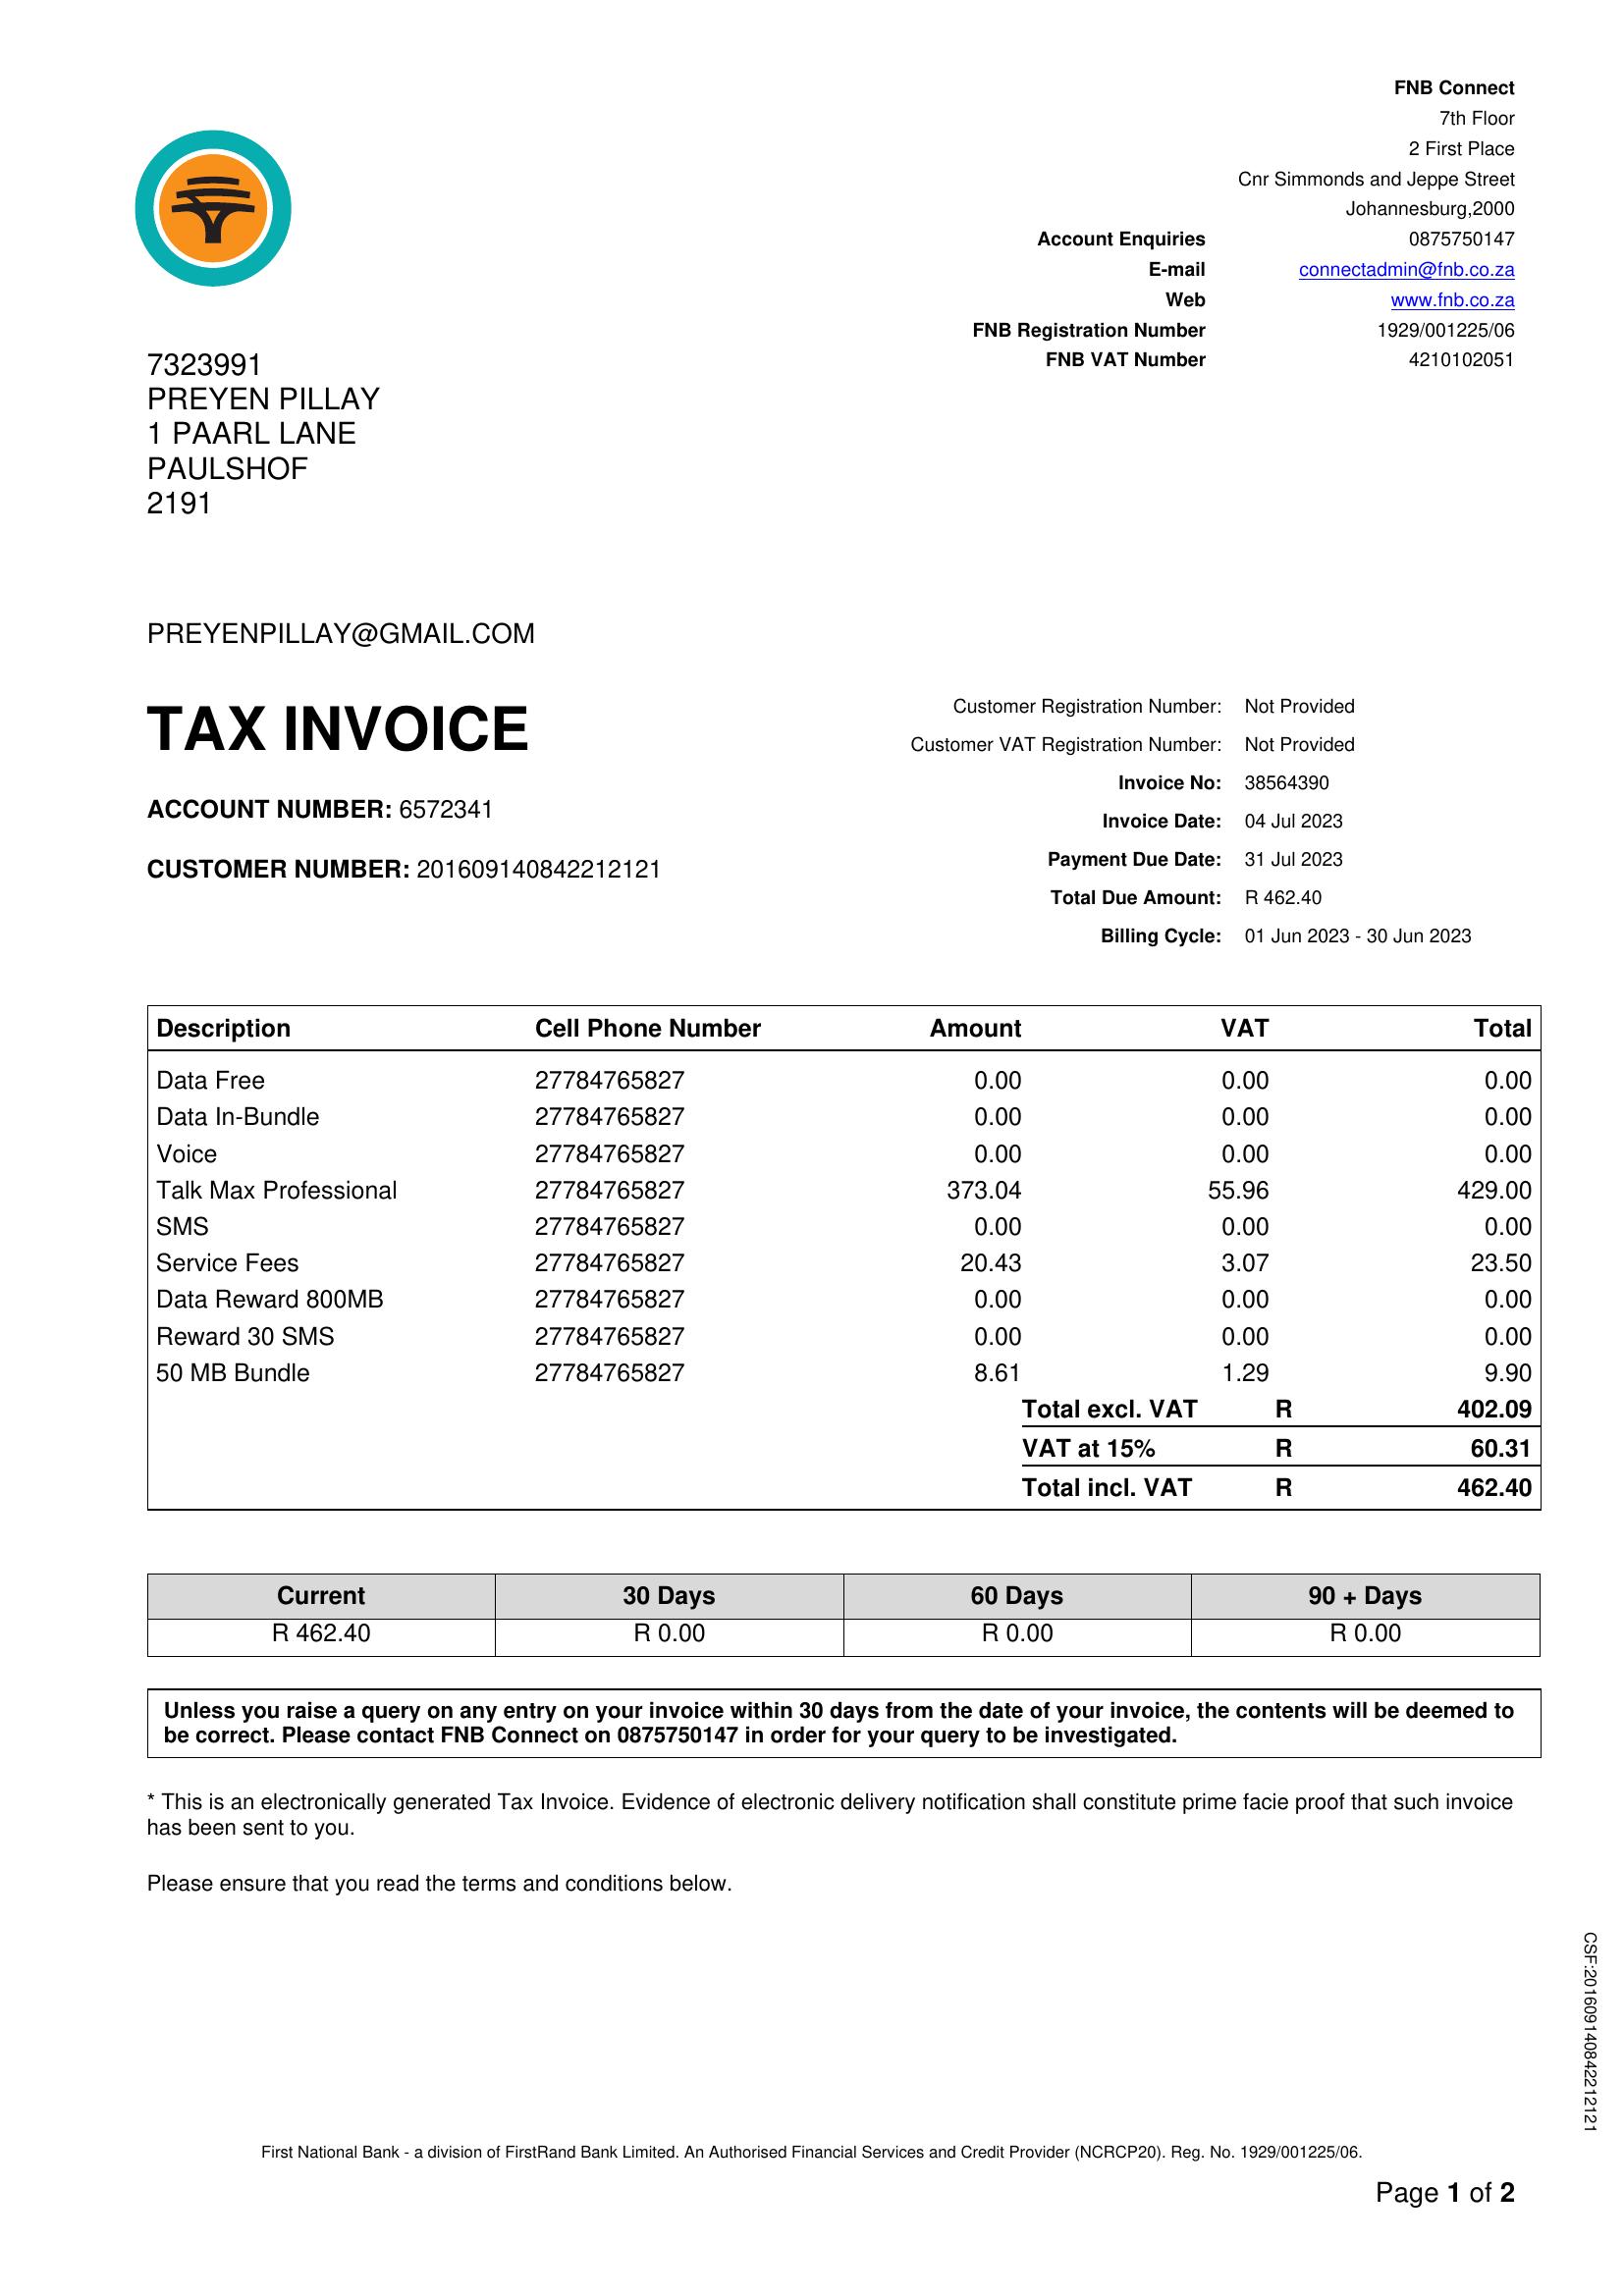 FNB Connect
7th Floor
2 First Place
Cnr Simmonds and Jeppe Street
Johannesburg,2000
Account Enquiries 0875750147
E-mail connectadmin@fnb.co.za
Web www.fnb.co.za
FNB Registration Number 1929/001225/06
FNB VAT Number 4210102051
7323991
PREYEN PILLAY
1 PAARL LANE
PAULSHOF
2191
PREYENPILLAY@GMAIL.COM
TAX INVOICE
ACCOUNT NUMBER: 6572341
CUSTOMER NUMBER: 201609140842212121
Customer Registration Number: Not Provided
Customer VAT Registration Number: Not Provided
Invoice No: 38564390
Invoice Date: 04 Jul 2023
Payment Due Date: 31 Jul 2023
Total Due Amount: R 462.40
Billing Cycle: 01 Jun 2023 - 30 Jun 2023
Description Cell Phone Number Amount VAT Total
Data Free 27784765827 0.00 0.00 0.00
Data In-Bundle 27784765827 0.00 0.00 0.00
Voice 27784765827 0.00 0.00 0.00
Talk Max Professional 27784765827 373.04 55.96 429.00
SMS 27784765827 0.00 0.00 0.00
Service Fees 27784765827 20.43 3.07 23.50
Data Reward 800MB 27784765827 0.00 0.00 0.00
Reward 30 SMS 27784765827 0.00 0.00 0.00
50 MB Bundle 27784765827 8.61 1.29 9.90
Total excl. VAT R 402.09
VAT at 15% R 60.31
Total incl. VAT R 462.40
Current 30 Days 60 Days 90 + Days
R 462.40 R 0.00 R 0.00 R 0.00
Unless you raise a query on any entry on your invoice within 30 days from the date of your invoice, the contents will be deemed to
be correct. Please contact FNB Connect on 0875750147 in order for your query to be investigated.
* This is an electronically generated Tax Invoice. Evidence of electronic delivery notification shall constitute prime facie proof that such invoice
has been sent to you.
Please ensure that you read the terms and conditions below.
CSF:201609140842212121
First National Bank - a division of FirstRand Bank Limited. An Authorised Financial Services and Credit Provider (NCRCP20). Reg. No. 1929/001225/06.
Page 1 of 2